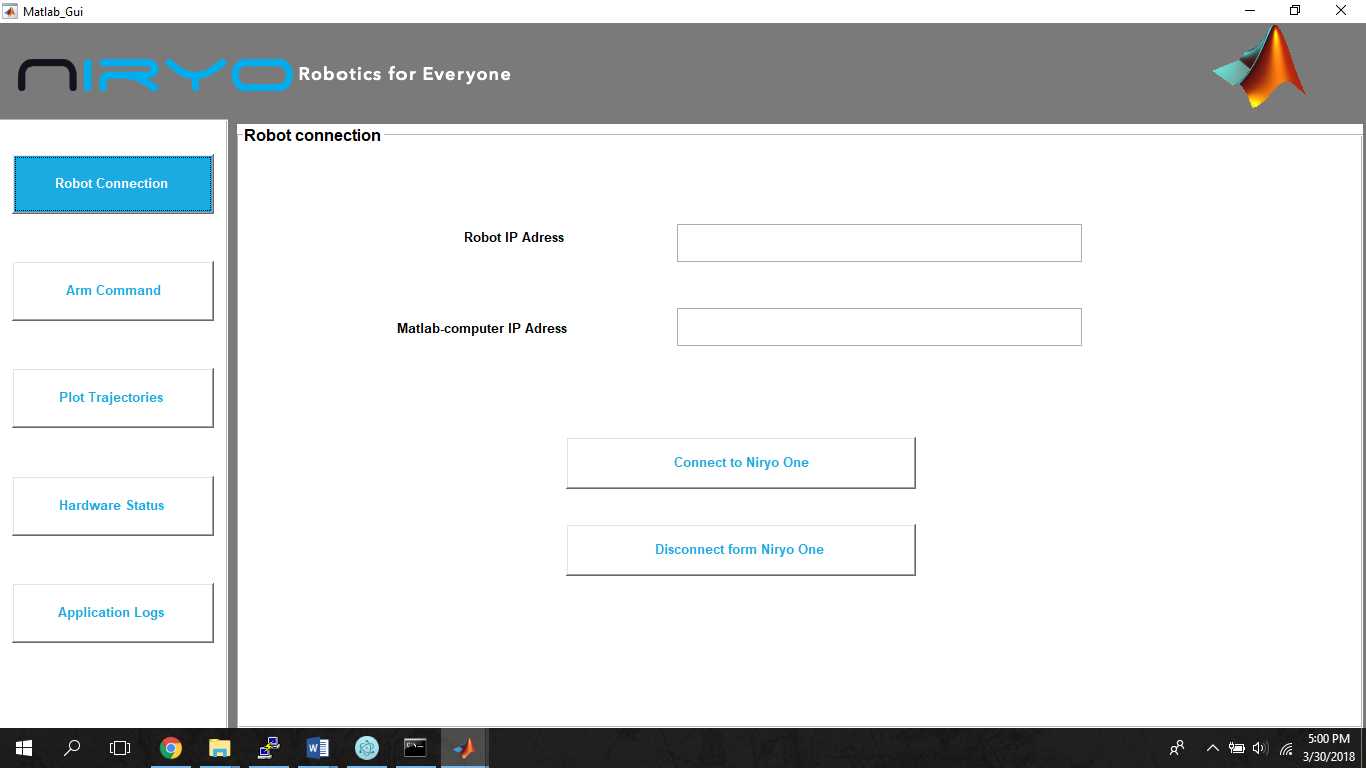 Matlab_Gui
NIRYO Robotics for Everyone
Robot connection
Robot Connection
Arm Command
Plot Trajectories
Hardware Status
Application Logs
Robot IP Adress
Matlab-computer IP Adress
Connect to Niryo One
Disconnect form Niryo One
5:00 PM
3/30/2018